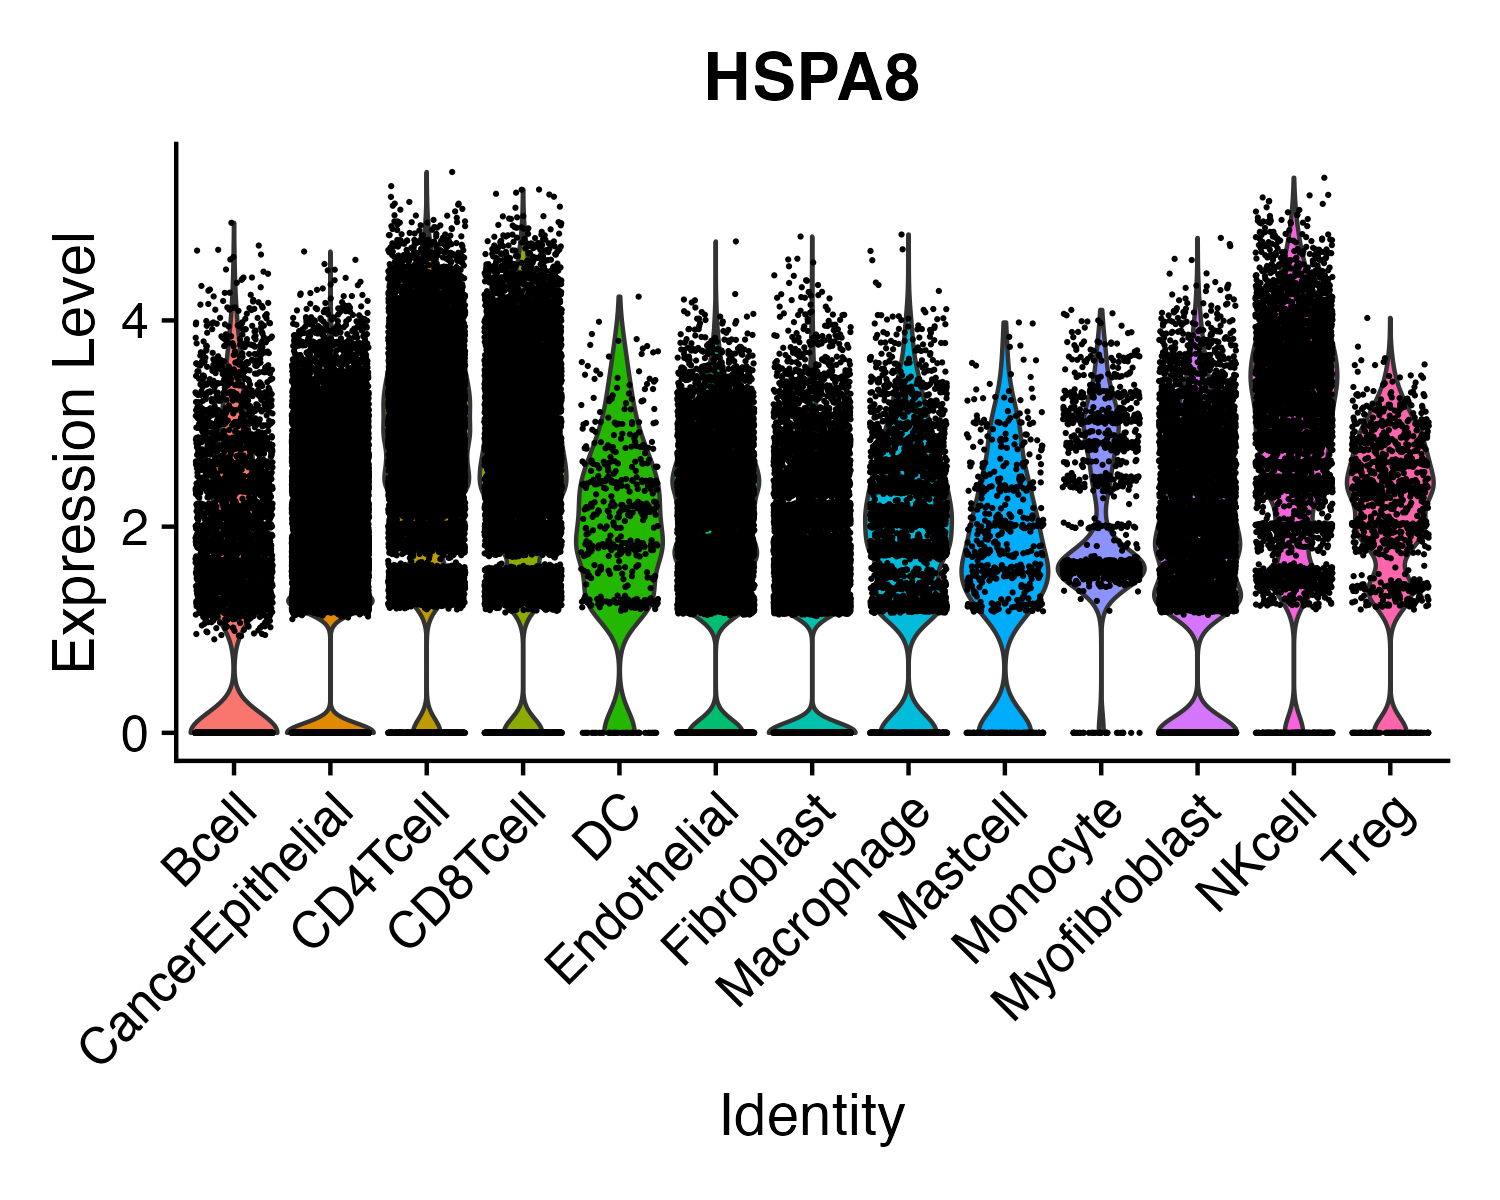 HSPA8
Expression Level
4
2
0
Bcell
CancerEpithelial
CD4Tcell
CD8Tcell
DC
Endothelial
Fibroblast
Macrophage
Mastcell
Monocyte
Myofibroblast
NKcell
Treg
Identity